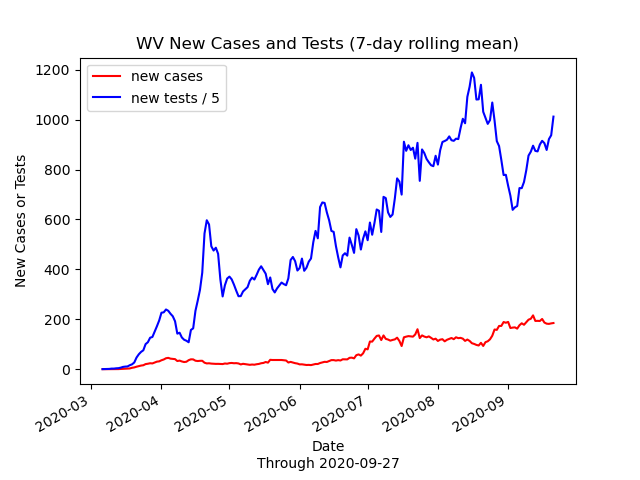 WV New Cases and Tests (7-day rolling mean)
new cases
new tests / 5
New Cases or Tests
1200
1000
800
600
400
200
0
2020-03
2020-04
2020-05
2020-06
2020-07
2020-08
2020-09
Date
Through 2020-09-27